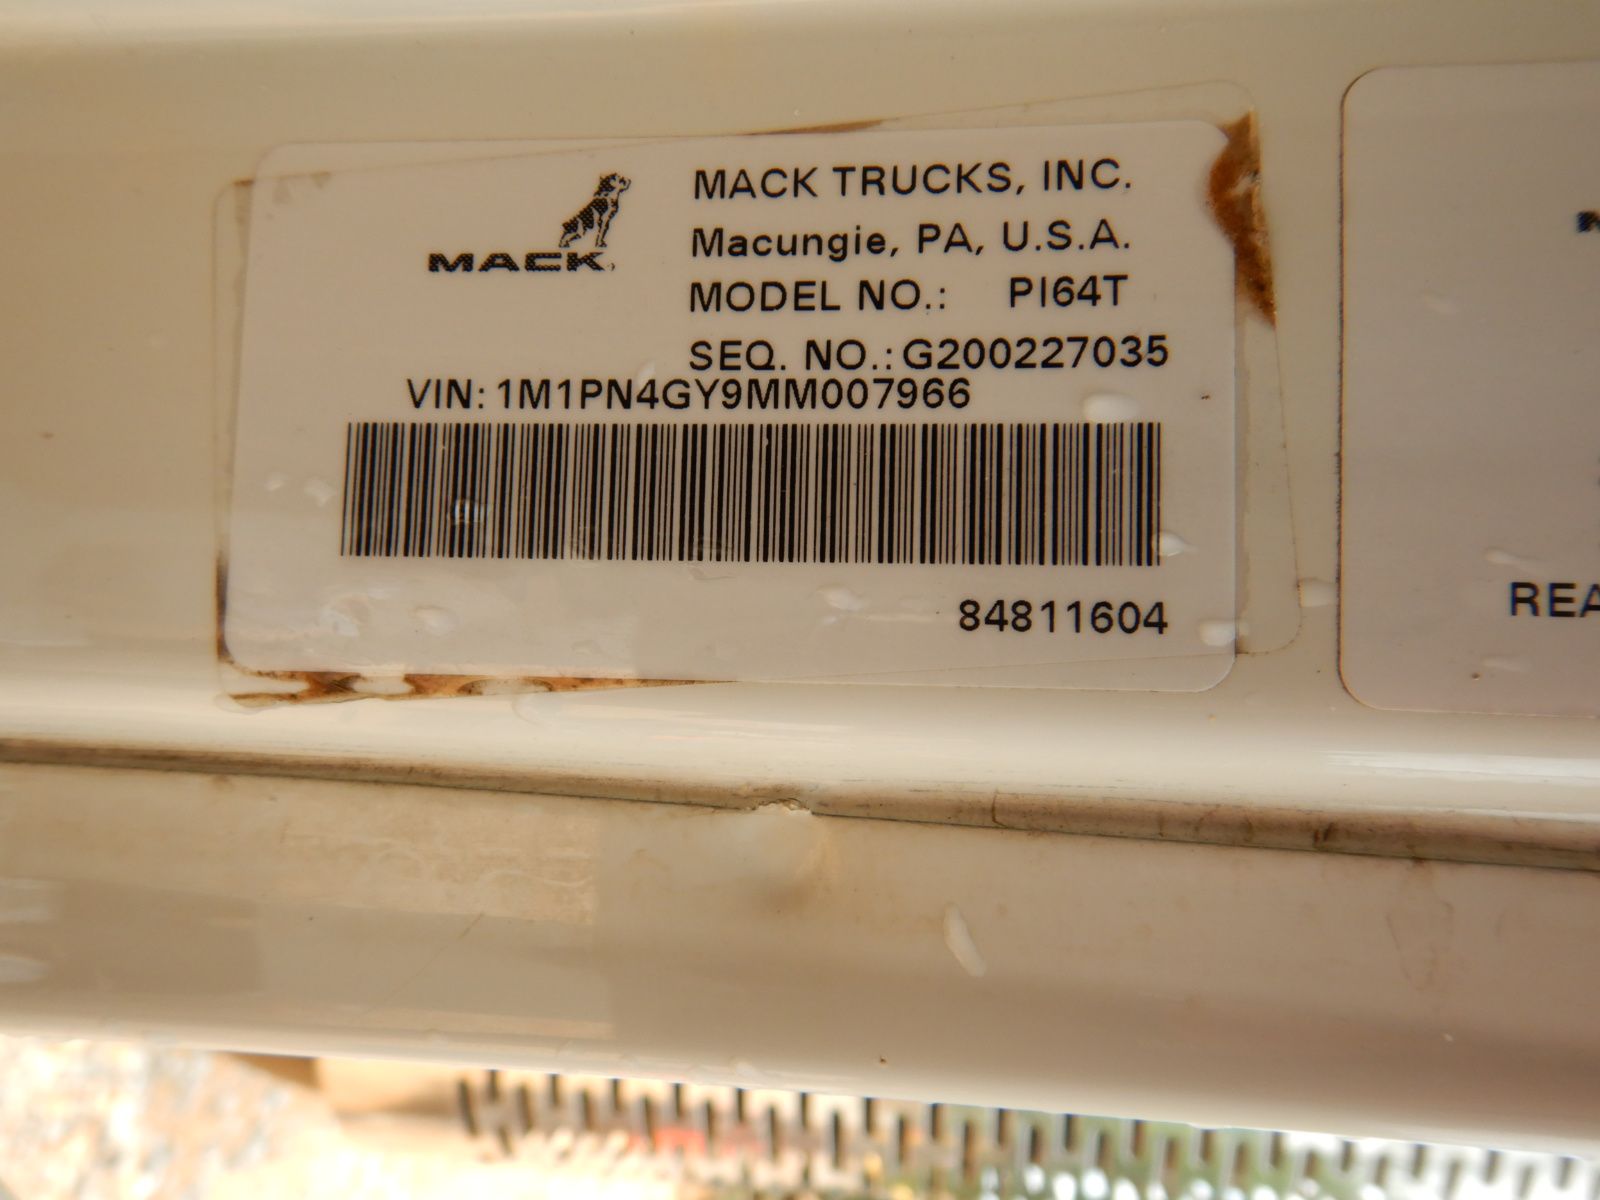 MACK
MACK TRUCKS, INC.
Macungie, PA, U.S.A.
MODEL NO.: PI64T
SEQ. NO.: G200227035
VIN: 1M1PN4GY9MM007966
84811604
REA